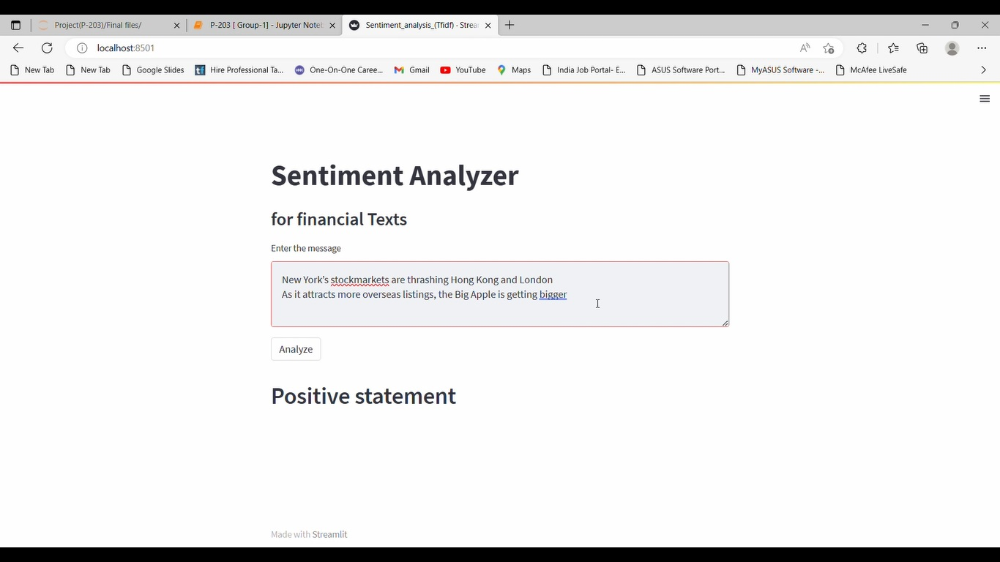 Project(P-203)/Final files/
P-203 [ Group-1] - Jupyter Noteb
Sentiment_analysis_(Tfidf) · Strea
localhost:8501
New Tab
New Tab
Google Slides
Hire Professional Ta...
One-On-One Caree...
Gmail
YouTube
Maps
India Job Portal- E...
ASUS Software Port...
MyASUS Software -...
McAfee LiveSafe
Sentiment Analyzer
for financial Texts
Enter the message
New York’s stockmarkets are thrashing Hong Kong and London
As it attracts more overseas listings, the Big Apple is getting bigger
Analyze
Positive statement
Made with Streamlit